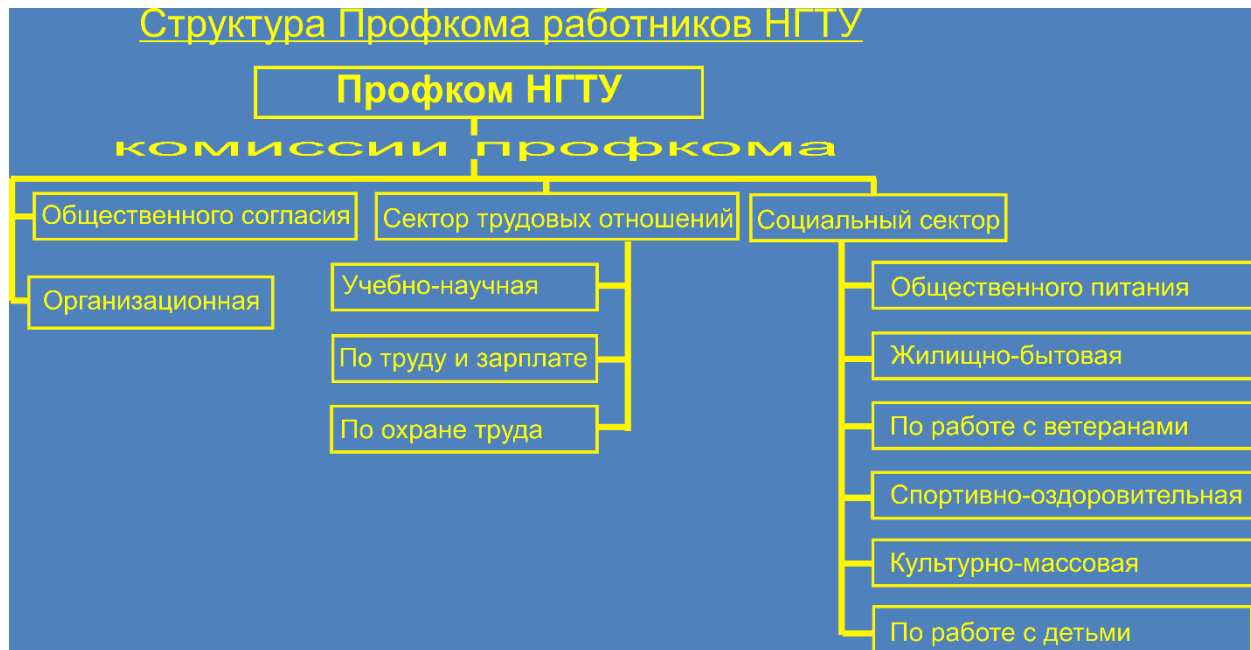 Структура Профкома работников НГТУ
Профком НГТУ
комиссии профкома
Общественного согласия
Организационная
Сектор трудовых отношений
Учебно-научная
По труду и зарплате
По охране труда
Социальный сектор
Общественного питания
Жилищно-бытовая
По работе с ветеранами
Спортивно-оздоровительная
Культурно-массовая
По работе с детьми